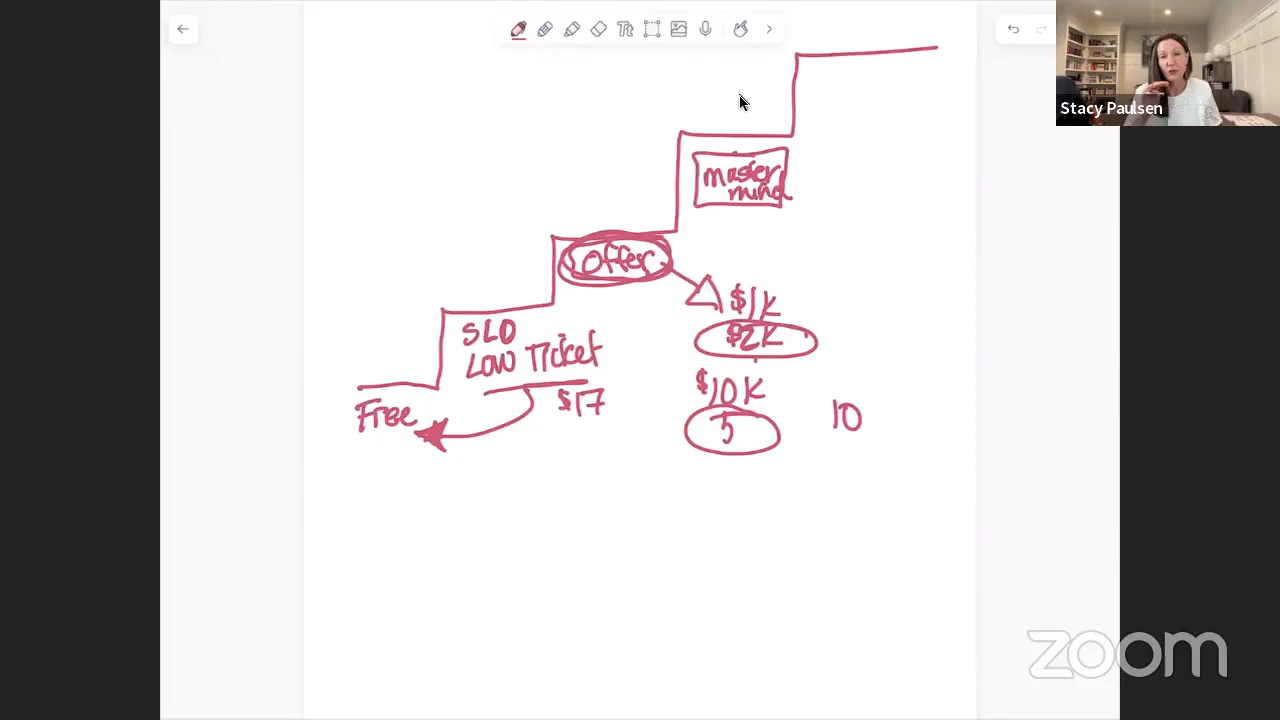 Stacy Paulsen
master
mind
offer
$1K
SLO
$2K
LOW Ticket
$10K
$17
Free
5
10
zoom